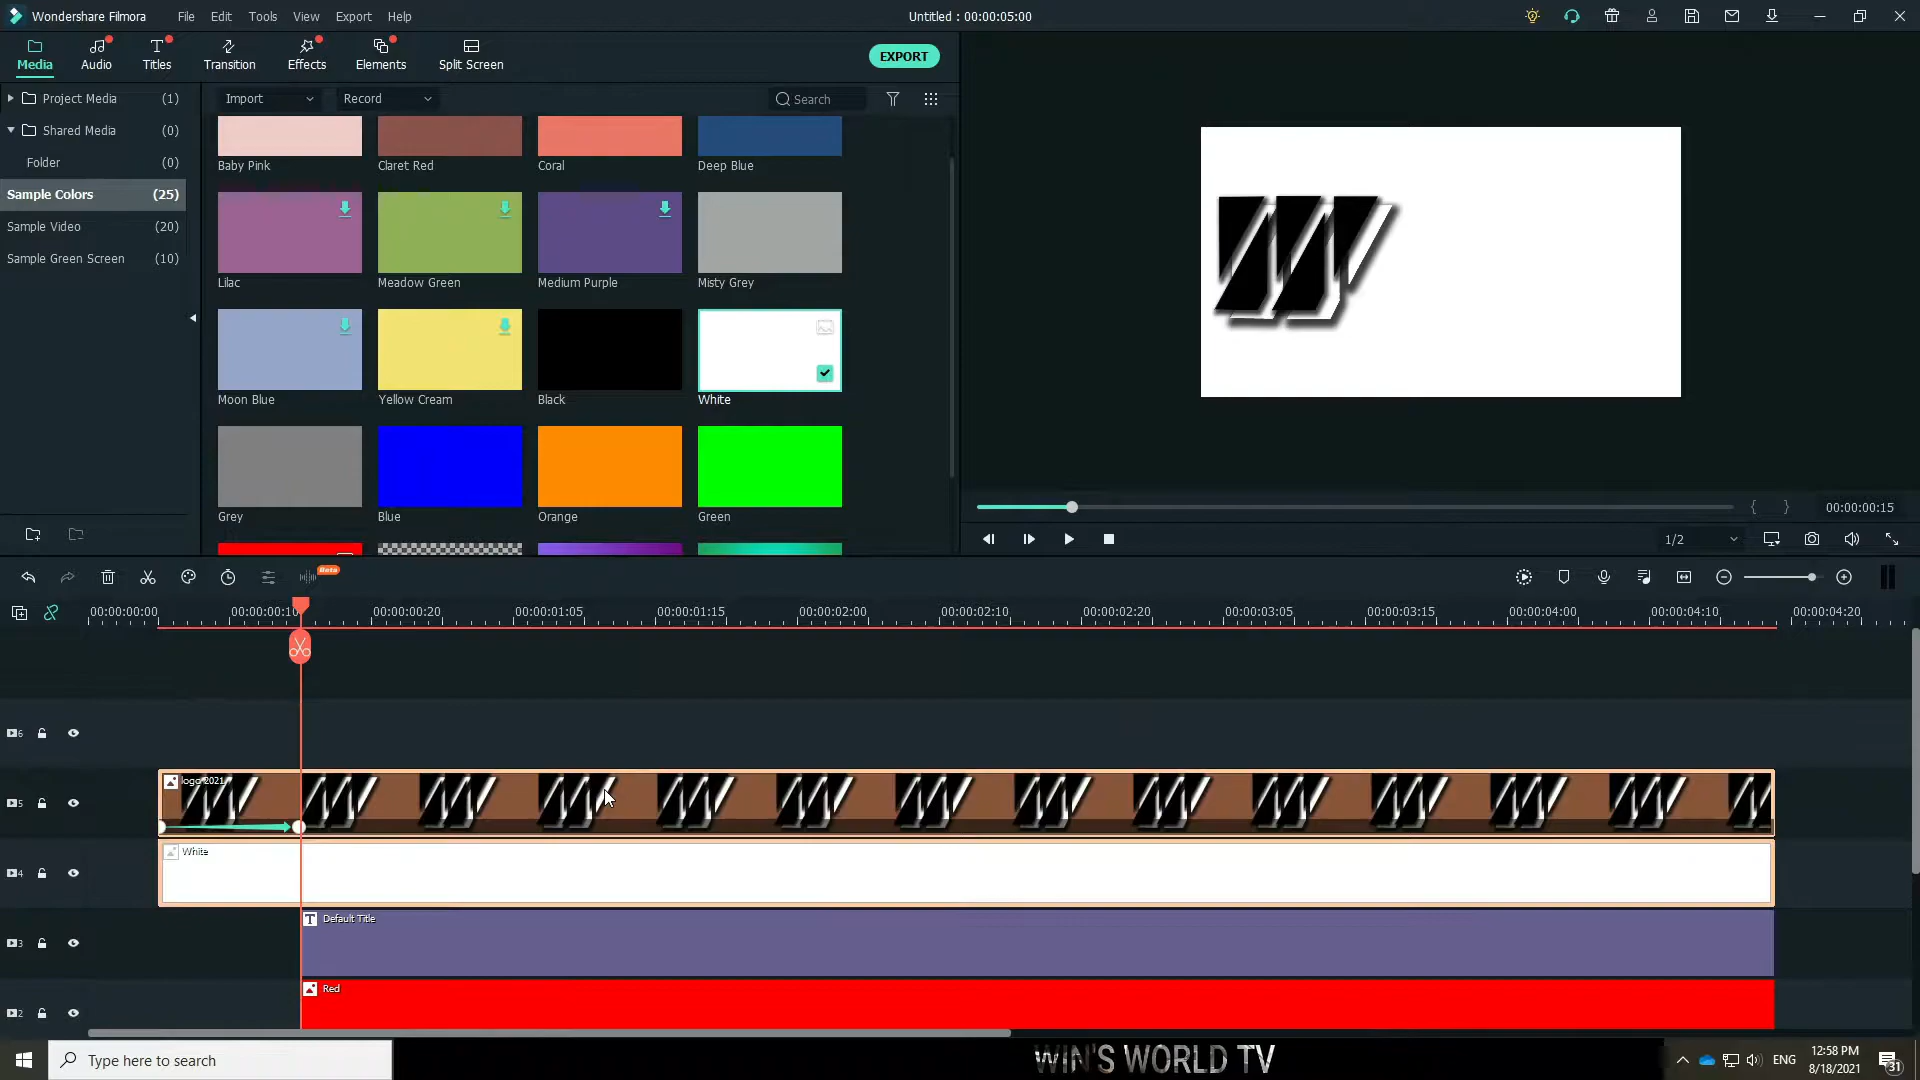 Wondershare Filmora File Edit Tools View Export Help Untitled : 00:00:05:00
Media Audio Titles Transition Effects Elements Split Screen EXPORT
Project Media (1) Import Record Search
Shared Media (0)
Folder (0)
Sample Colors (25)
Sample Video (20)
Sample Green Screen (10)
Baby Pink Claret Red Coral Deep Blue
Lilac Meadow Green Medium Purple Misty Grey
Moon Blue Yellow Cream Black White
Grey Blue Orange Green
{ } 00:00:00:15
1/2
Beta
00:00:00:00 00:00:00:10 00:00:00:20 00:00:01:05 00:00:01:15 00:00:02:00 00:00:02:10 00:00:02:20 00:00:03:05 00:00:03:15 00:00:04:00 00:00:04:10 00:00:04:20
6
5 logo 2021
4 White
3 T Default Title
2 Red
Type here to search WIN'S WORLD TV ENG 12:58 PM
8/18/2021 31